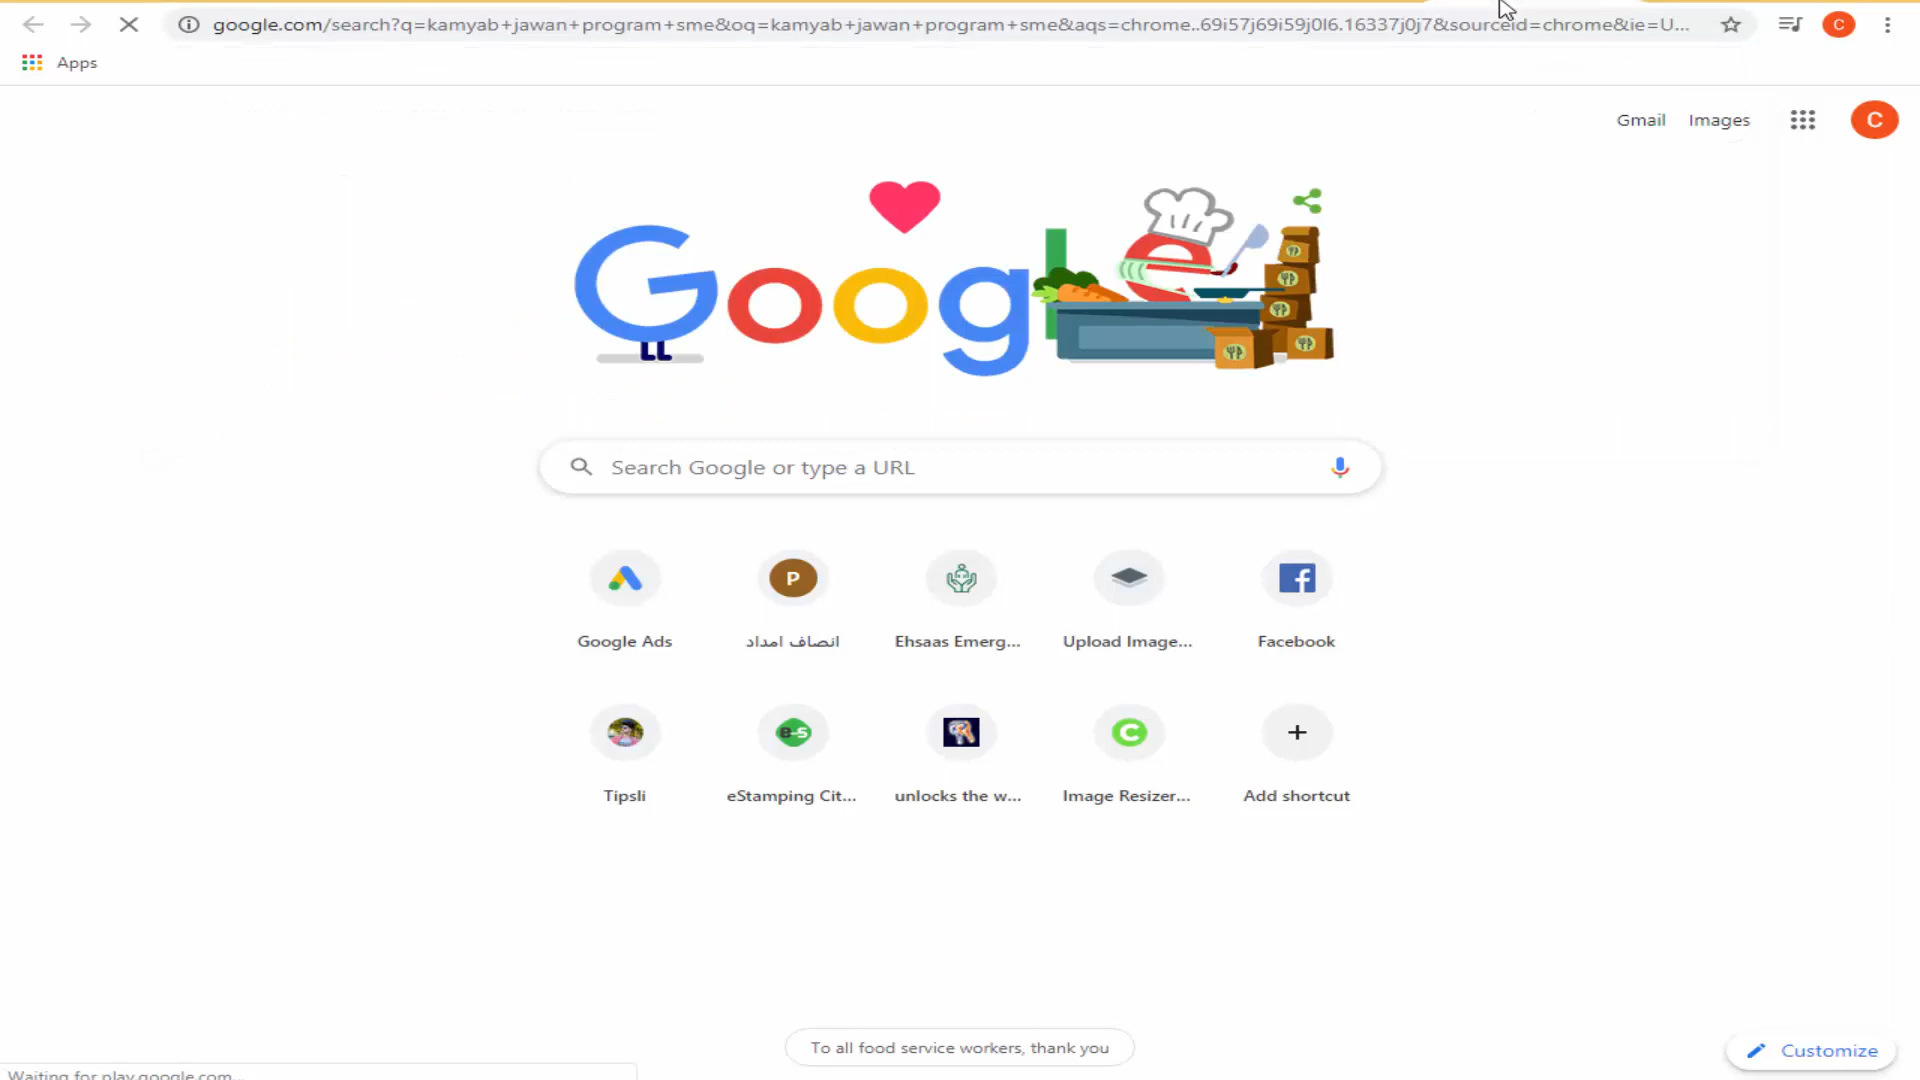 google.com/search?q=kamyab+jawan+program+sme&oq=kamyab+jawan+program+sme&aqs=chrome..69i57j69i59j0l6.16337j0j7&sourceid=chrome&ie=U...
C
Apps
Gmail Images
C
Search Google or type a URL
P
Google Ads انصاف امداد Ehsaas Emerg... Upload Image... Facebook
e-S
C
Tipsli eStamping Cit... unlocks the w... Image Resizer... Add shortcut
To all food service workers, thank you
Customize
Waiting for play.google.com...